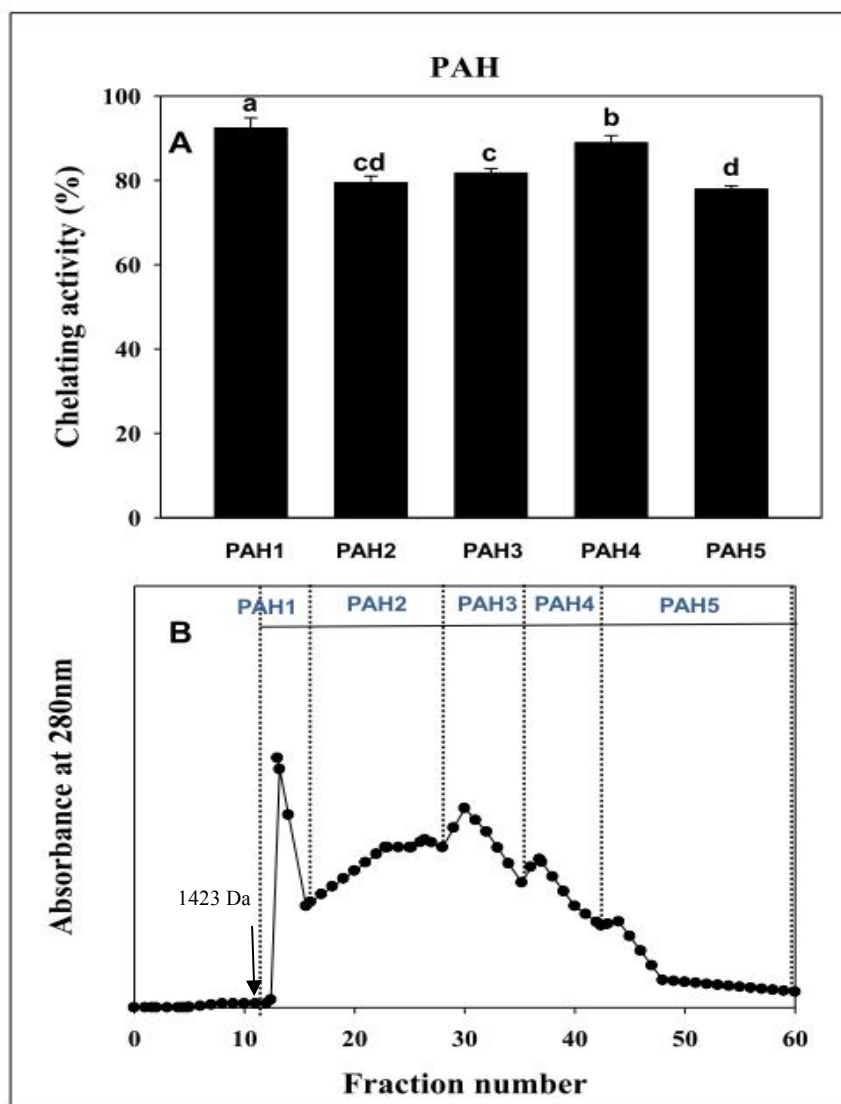 PAH
100
80
60
40
20
0
Chelating activity (%)
A
a
cd
c
b
d
PAH1 PAH2 PAH3 PAH4 PAH5
PAH1 PAH2 PAH3 PAH4 PAH5
B
Absorbance at 280nm
1423 Da
0 10 20 30 40 50 60
Fraction number